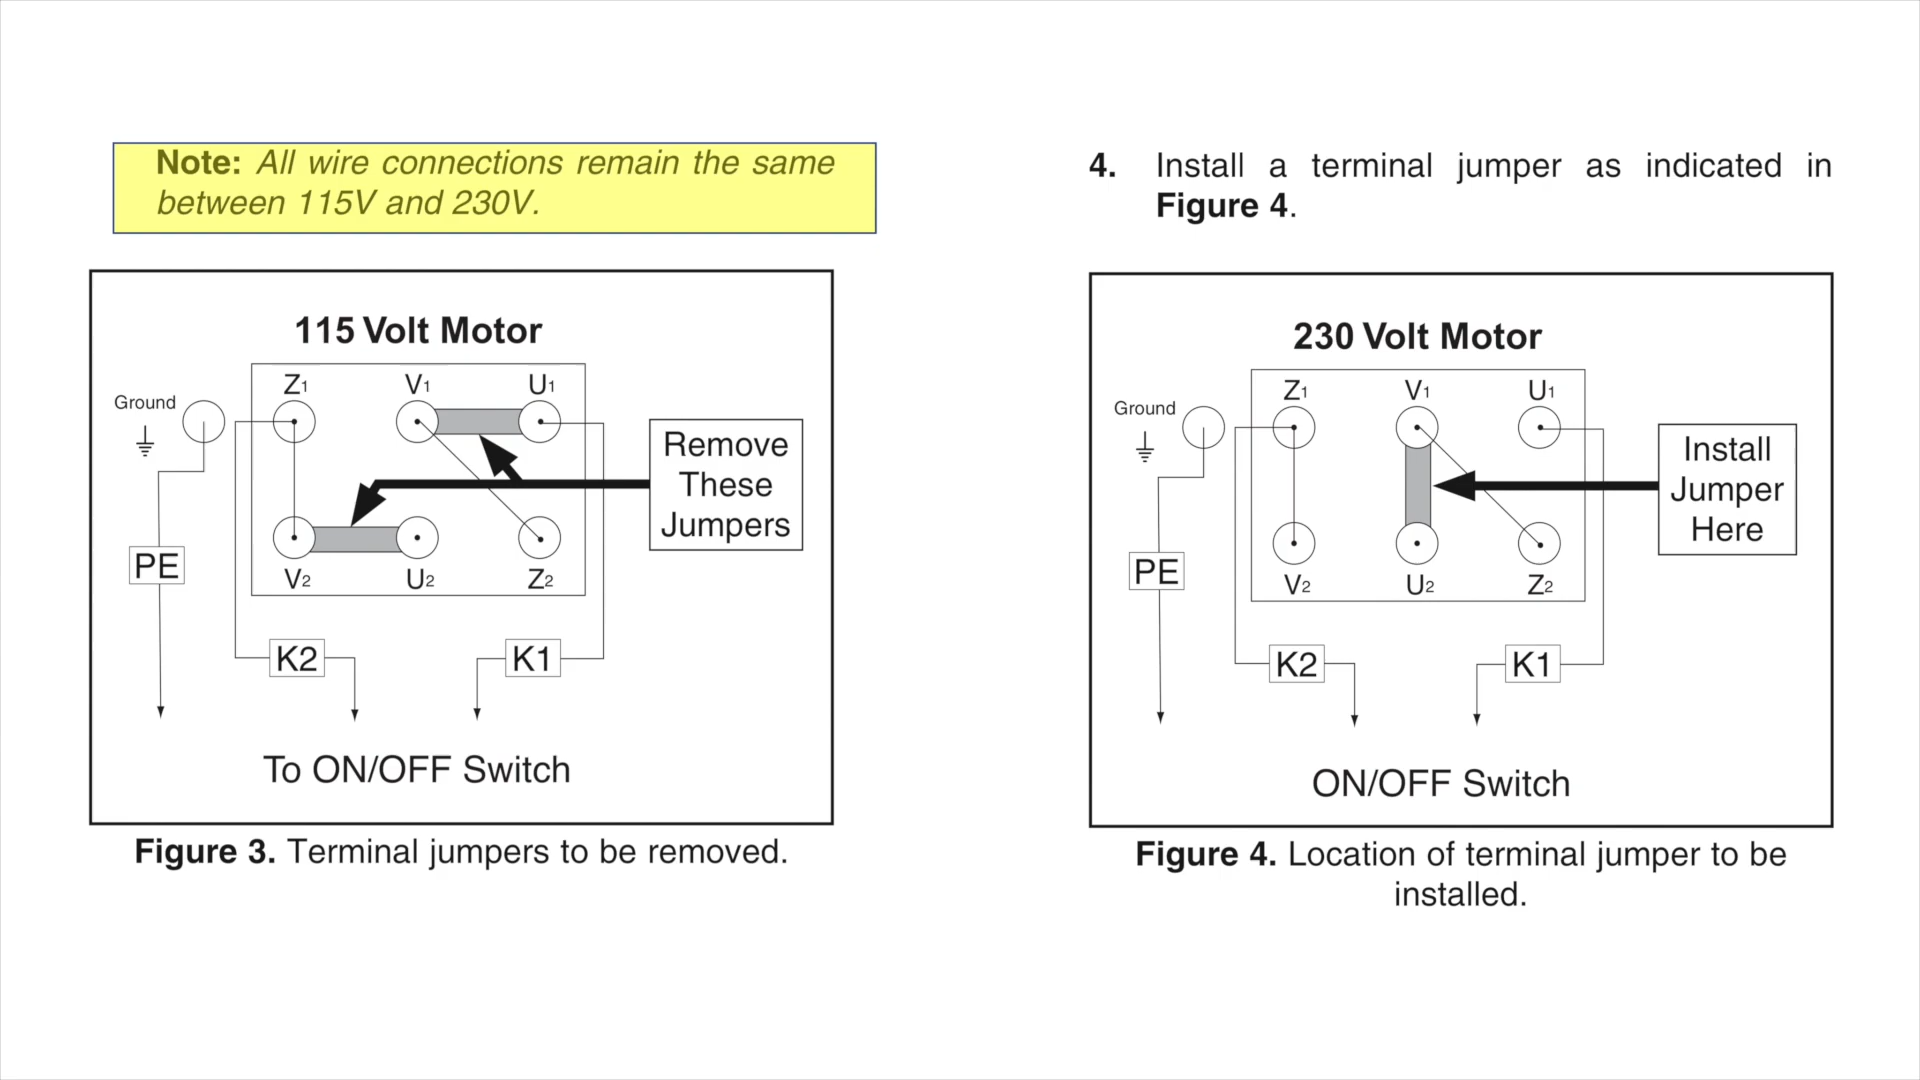 Note: All wire connections remain the same
between 115V and 230V.
115 Volt Motor
Z1
V1
U1
Ground
Remove
These
Jumpers
PE
V2
U2
Z2
K2
K1
To ON/OFF Switch
Figure 3. Terminal jumpers to be removed.
4. Install a terminal jumper as indicated in
Figure 4.
230 Volt Motor
Z1
V1
U1
Ground
Install
Jumper
Here
PE
V2
U2
Z2
K2
K1
ON/OFF Switch
Figure 4. Location of terminal jumper to be
installed.